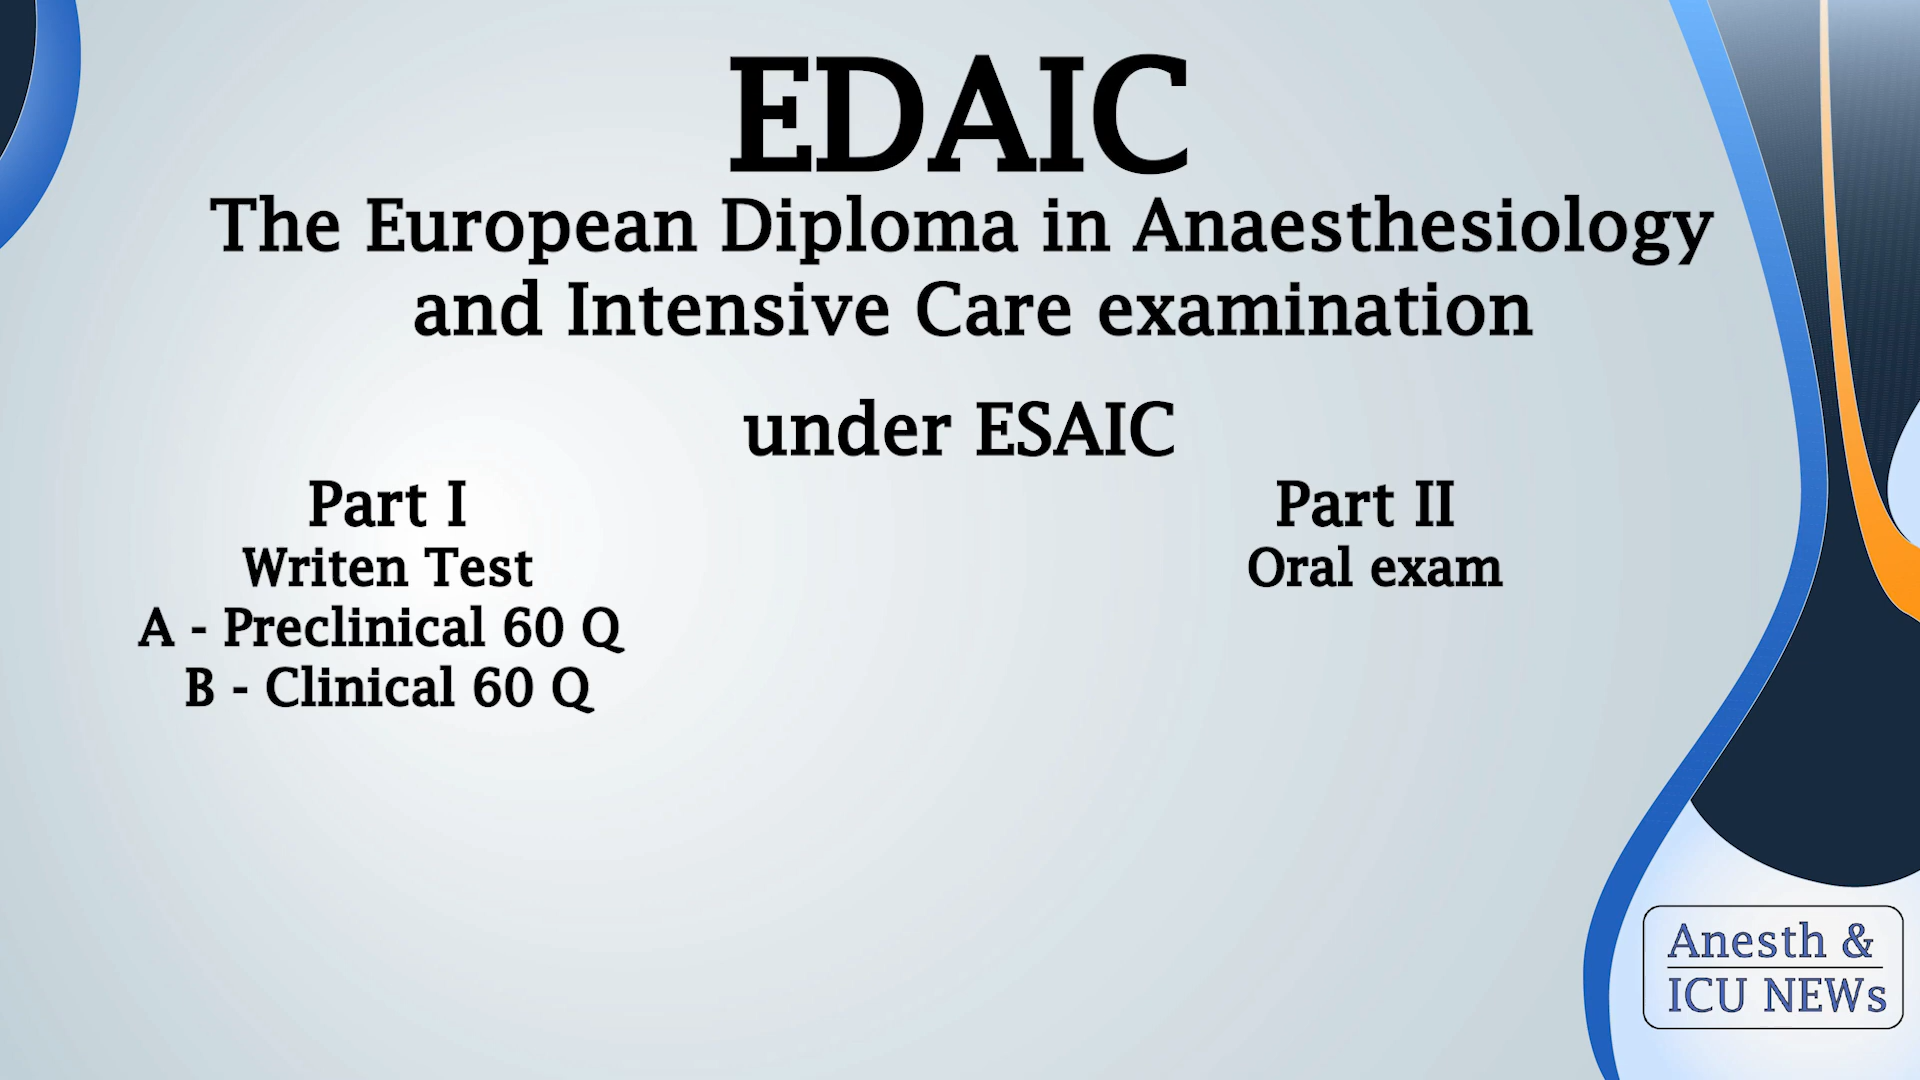 EDAIC
The European Diploma in Anaesthesiology
and Intensive Care examination
under ESAIC
Part I
Writen Test
A - Preclinical 60 Q
B - Clinical 60 Q
Part II
Oral exam
Anesth &
ICU NEWs